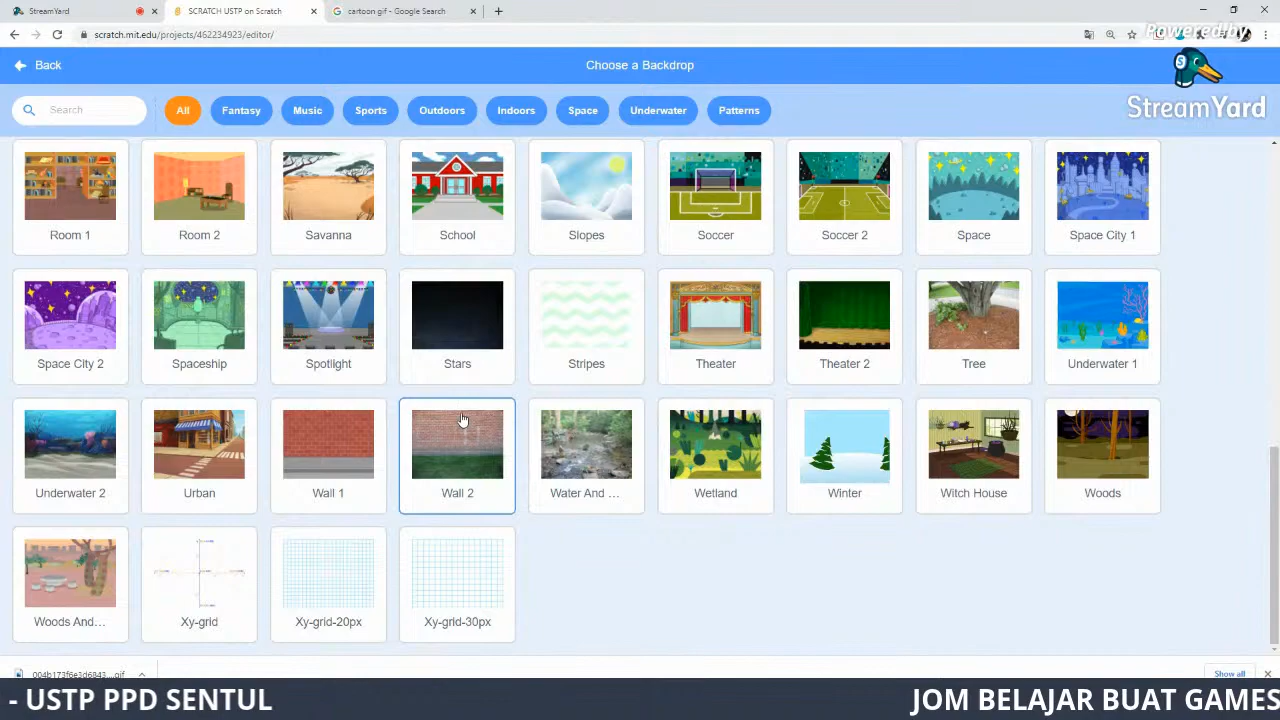 StreamYard
SCRATCH USTP on Scratch
cartoon gif - Google Search
scratch.mit.edu/projects/462234923/editor/
Powered by
StreamYard
Back
Choose a Backdrop
Search
All
Fantasy
Music
Sports
Outdoors
Indoors
Space
Underwater
Patterns
Room 1
Room 2
Savanna
School
Slopes
Soccer
Soccer 2
Space
Space City 1
Space City 2
Spaceship
Spotlight
Stars
Stripes
Theater
Theater 2
Tree
Underwater 1
Underwater 2
Urban
Wall 1
Wall 2
Water And ...
Wetland
Winter
Witch House
Woods
Woods And...
Xy-grid
Xy-grid-20px
Xy-grid-30px
004b173f6e3d6843....gif
Show all
- USTP PPD SENTUL
JOM BELAJAR BUAT GAMES